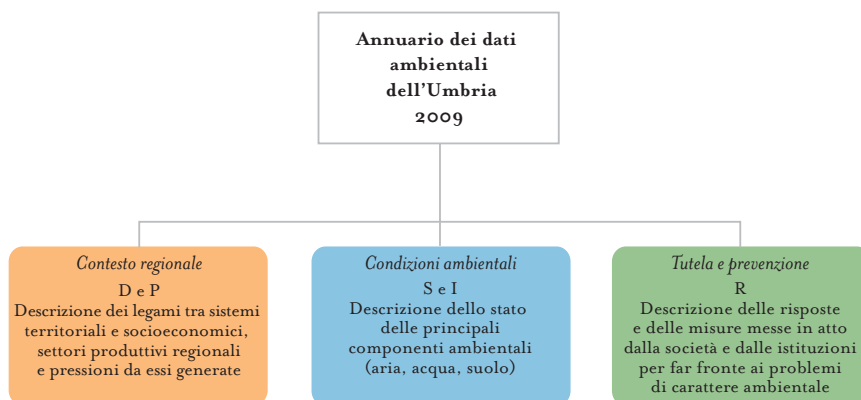 Annuario dei dati
ambientali
dell'Umbria
2009
Contesto regionale
D e P
Descrizione dei legami tra sistemi
territoriali e socioeconomici,
settori produttivi regionali
e pressioni da essi generate
Condizioni ambientali
S e I
Descrizione dello stato
delle principali
componenti ambientali
(aria, acqua, suolo)
Tutela e prevenzione
R
Descrizione delle risposte
e delle misure messe in atto
dalla società e dalle istituzioni
per far fronte ai problemi
di carattere ambientale